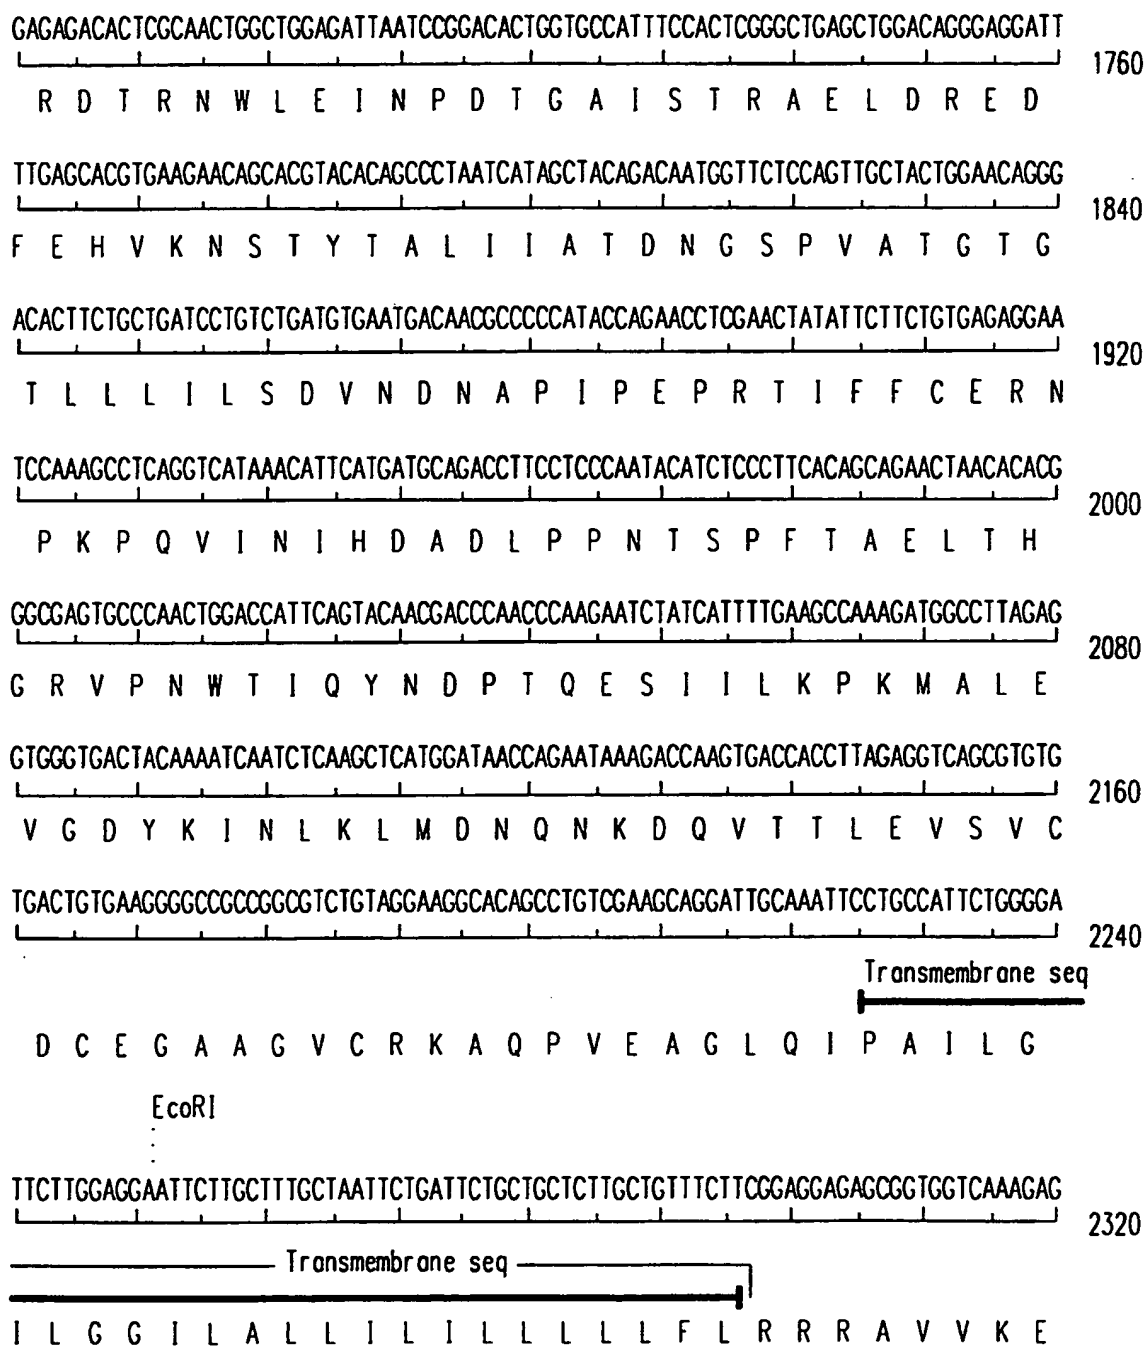 GAGAGACACTCGCAACTGGCTGGAGATTAATCCGGACACTGGTGCCATTTCCACTCGGGCTGAGCTGGACAGGGAGGATT
1760
R D T R N W L E I N P D T G A I S T R A E L D R E D
TTGAGCACGTGAAGAACAGCACGTACACAGCCCTAATCATAGCTACAGACAATGGTTCTCCAGTTGCTACTGGAACAGGG
1840
F E H V K N S T Y T A L I I A T D N G S P V A T G T G
ACACTTCTGCTGATCCTGTCTGATGTGAATGACAACGCCCCCATACCAGAACCTCGAACTATATTCTTCTGTGAGAGGAA
1920
T L L L I L S D V N D N A P I P E P R T I F F C E R N
TCCAAAGCCTCAGGTCATAAACATTCATGATGCAGACCTTCCTCCCAATACATCTCCCTTCACAGCAGAACTAACACACG
2000
P K P Q V I N I H D A D L P P N T S P F T A E L T H
GGCGAGTGCCCAACTGGACCATTCAGTACAACGACCCAACCCAAGAATCTATCATTTTGAAGCCAAAGATGGCCTTAGAG
2080
G R V P N W T I Q Y N D P T Q E S I I L K P K M A L E
GTGGGTGACTACAAAATCAATCTCAAGCTCATGGATAACCAGAATAAAGACCAAGTGACCACCTTAGAGGTCAGCGTGTG
2160
V G D Y K I N L K L M D N Q N K D Q V T T L E V S V C
TGACTGTGAAGGGGCCGCCGGCGTCTGTAGGAAGGCACAGCCTGTCGAAGCAGGATTGCAAATTCCTGCCATTCTGGGGA
2240
Transmembrane seq
D C E G A A G V C R K A Q P V E A G L Q I P A I L G
EcoRI
TTCTTGGAGGAATTCTTGCTTTGCTAATTCTGATTCTGCTGCTCTTGCTGTTTCTTCGGAGGAGAGCGGTGGTCAAAGAG
2320
Transmembrane seq
I L G G I L A L L I L I L L L L L F L R R R A V V K E